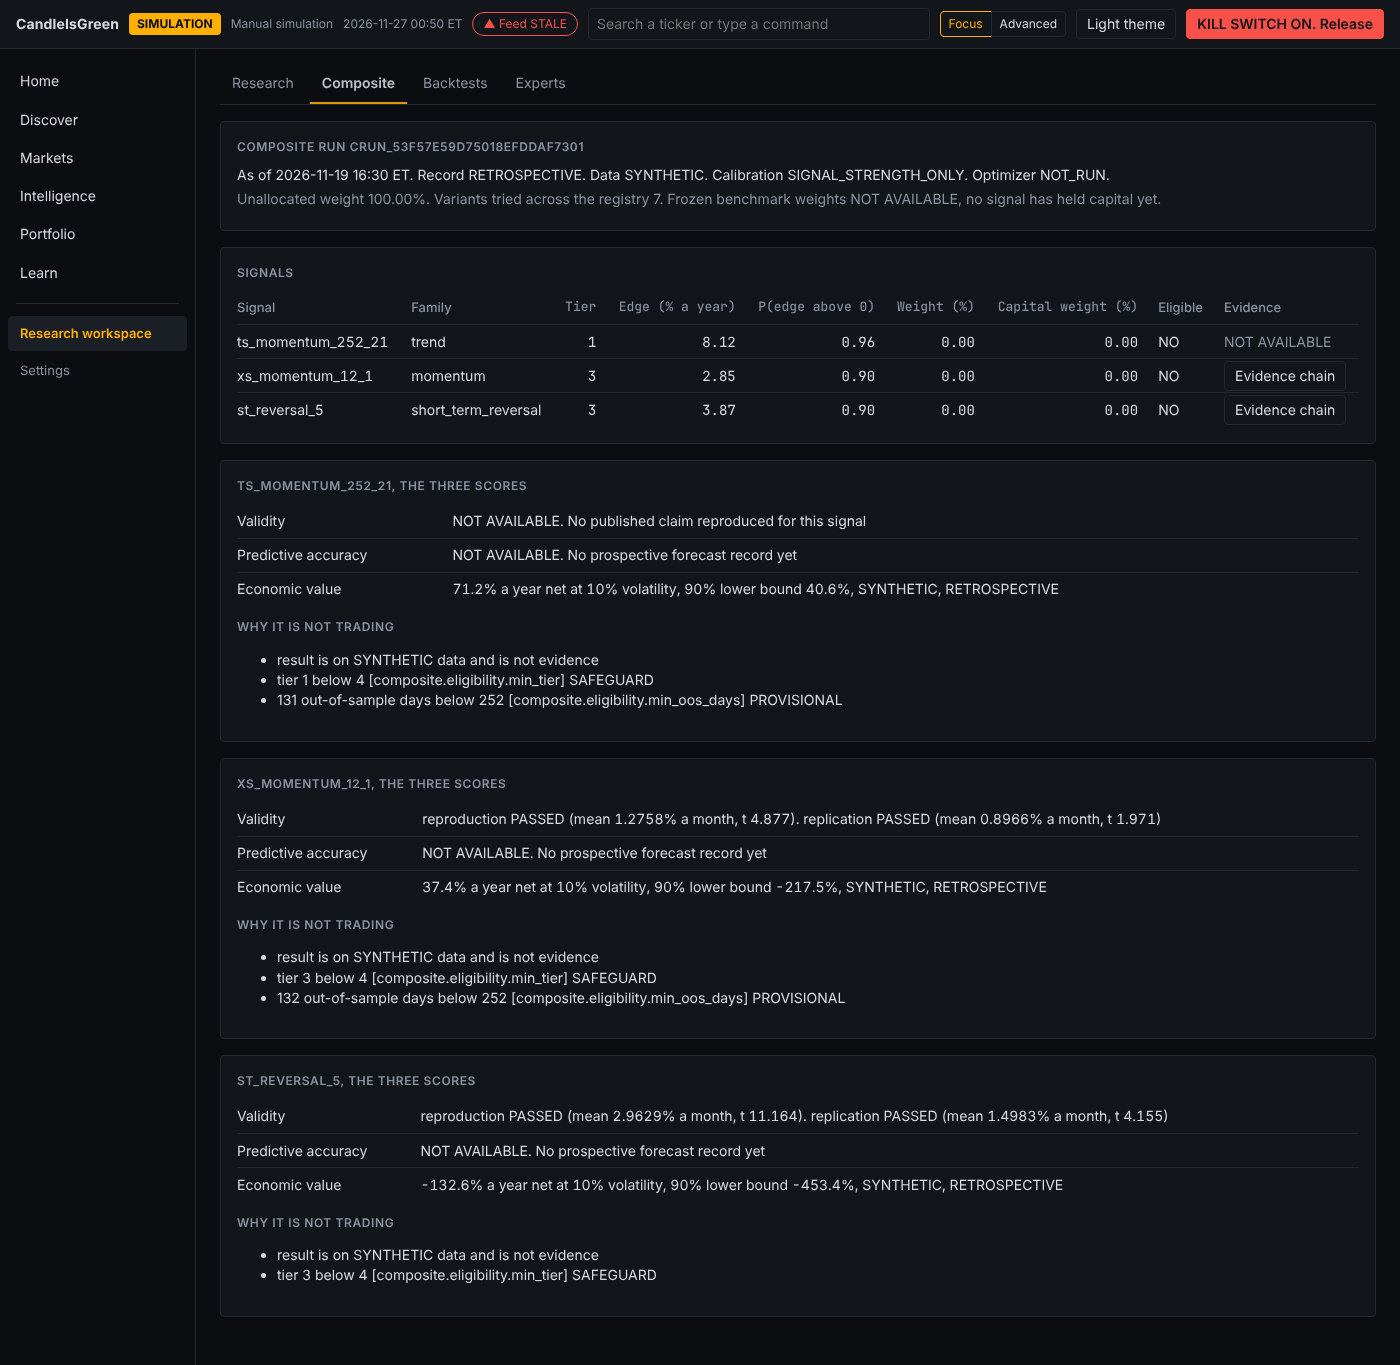 CandleIsGreen SIMULATION Manual simulation 2026-11-27 00:50 ET ▲ Feed STALE Search a ticker or type a command Focus Advanced Light theme KILL SWITCH ON. Release
Home
Discover
Markets
Intelligence
Portfolio
Learn
Research workspace
Settings
Research Composite Backtests Experts
COMPOSITE RUN CRUN_53F57E59D75018EFDDAF7301
As of 2026-11-19 16:30 ET. Record RETROSPECTIVE. Data SYNTHETIC. Calibration SIGNAL_STRENGTH_ONLY. Optimizer NOT_RUN.
Unallocated weight 100.00%. Variants tried across the registry 7. Frozen benchmark weights NOT AVAILABLE, no signal has held capital yet.
SIGNALS
Signal Family Tier Edge (% a year) P(edge above 0) Weight (%) Capital weight (%) Eligible Evidence
ts_momentum_252_21 trend 1 8.12 0.96 0.00 0.00 NO NOT AVAILABLE
xs_momentum_12_1 momentum 3 2.85 0.90 0.00 0.00 NO Evidence chain
st_reversal_5 short_term_reversal 3 3.87 0.90 0.00 0.00 NO Evidence chain
TS_MOMENTUM_252_21, THE THREE SCORES
Validity NOT AVAILABLE. No published claim reproduced for this signal
Predictive accuracy NOT AVAILABLE. No prospective forecast record yet
Economic value 71.2% a year net at 10% volatility, 90% lower bound 40.6%, SYNTHETIC, RETROSPECTIVE
WHY IT IS NOT TRADING
• result is on SYNTHETIC data and is not evidence
• tier 1 below 4 [composite.eligibility.min_tier] SAFEGUARD
• 131 out-of-sample days below 252 [composite.eligibility.min_oos_days] PROVISIONAL
XS_MOMENTUM_12_1, THE THREE SCORES
Validity reproduction PASSED (mean 1.2758% a month, t 4.877). replication PASSED (mean 0.8966% a month, t 1.971)
Predictive accuracy NOT AVAILABLE. No prospective forecast record yet
Economic value 37.4% a year net at 10% volatility, 90% lower bound -217.5%, SYNTHETIC, RETROSPECTIVE
WHY IT IS NOT TRADING
• result is on SYNTHETIC data and is not evidence
• tier 3 below 4 [composite.eligibility.min_tier] SAFEGUARD
• 132 out-of-sample days below 252 [composite.eligibility.min_oos_days] PROVISIONAL
ST_REVERSAL_5, THE THREE SCORES
Validity reproduction PASSED (mean 2.9629% a month, t 11.164). replication PASSED (mean 1.4983% a month, t 4.155)
Predictive accuracy NOT AVAILABLE. No prospective forecast record yet
Economic value -132.6% a year net at 10% volatility, 90% lower bound -453.4%, SYNTHETIC, RETROSPECTIVE
WHY IT IS NOT TRADING
• result is on SYNTHETIC data and is not evidence
• tier 3 below 4 [composite.eligibility.min_tier] SAFEGUARD